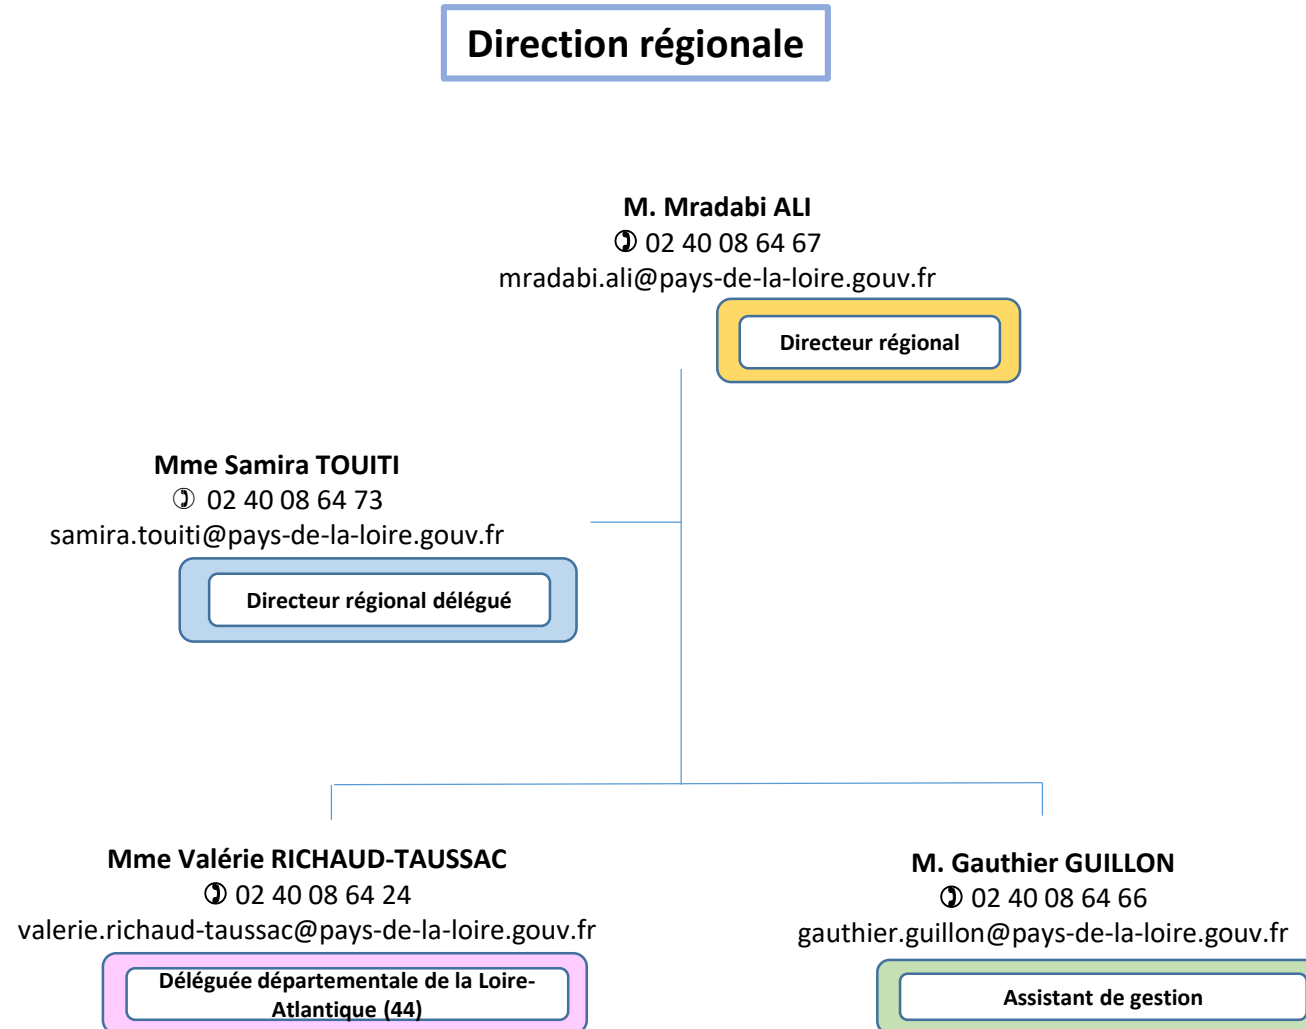 Direction régionale
M. Mradabi ALI
✆ 02 40 08 64 67
mradabi.ali@pays-de-la-loire.gouv.fr
Directeur régional
Mme Samira TOUITI
✆ 02 40 08 64 73
samira.touiti@pays-de-la-loire.gouv.fr
Directeur régional délégué
Mme Valérie RICHAUD-TAUSSAC
✆ 02 40 08 64 24
valerie.richaud-taussac@pays-de-la-loire.gouv.fr
Déléguée départementale de la Loire-
Atlantique (44)
M. Gauthier GUILLON
✆ 02 40 08 64 66
gauthier.guillon@pays-de-la-loire.gouv.fr
Assistant de gestion